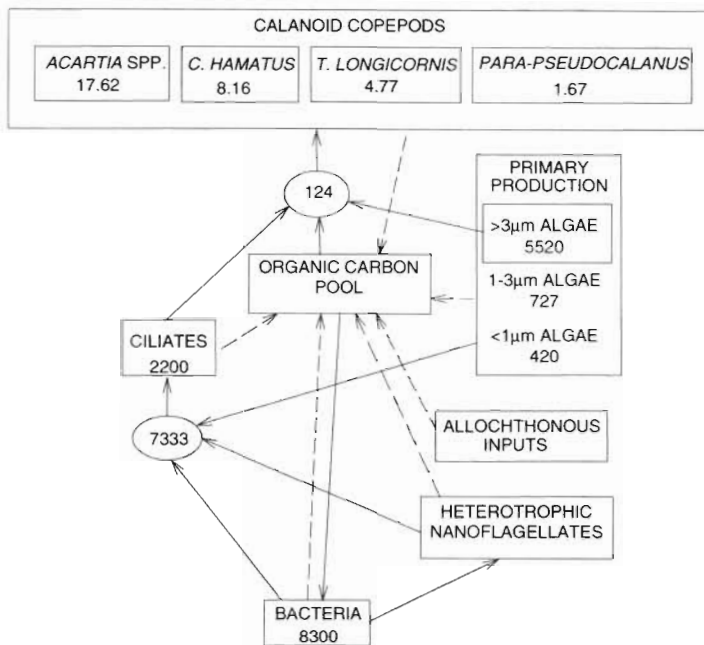 CALANOID COPEPODS
ACARTIA SPP.
17.62
C. HAMATUS
8.16
T. LONGICORNIS
4.77
PARA-PSEUDOCALANUS
1.67
124
PRIMARY
PRODUCTION
>3µm ALGAE
5520
1-3µm ALGAE
727
<1µm ALGAE
420
ORGANIC CARBON
POOL
CILIATES
2200
7333
ALLOCHTHONOUS
INPUTS
HETEROTROPHIC
NANOFLAGELLATES
BACTERIA
8300